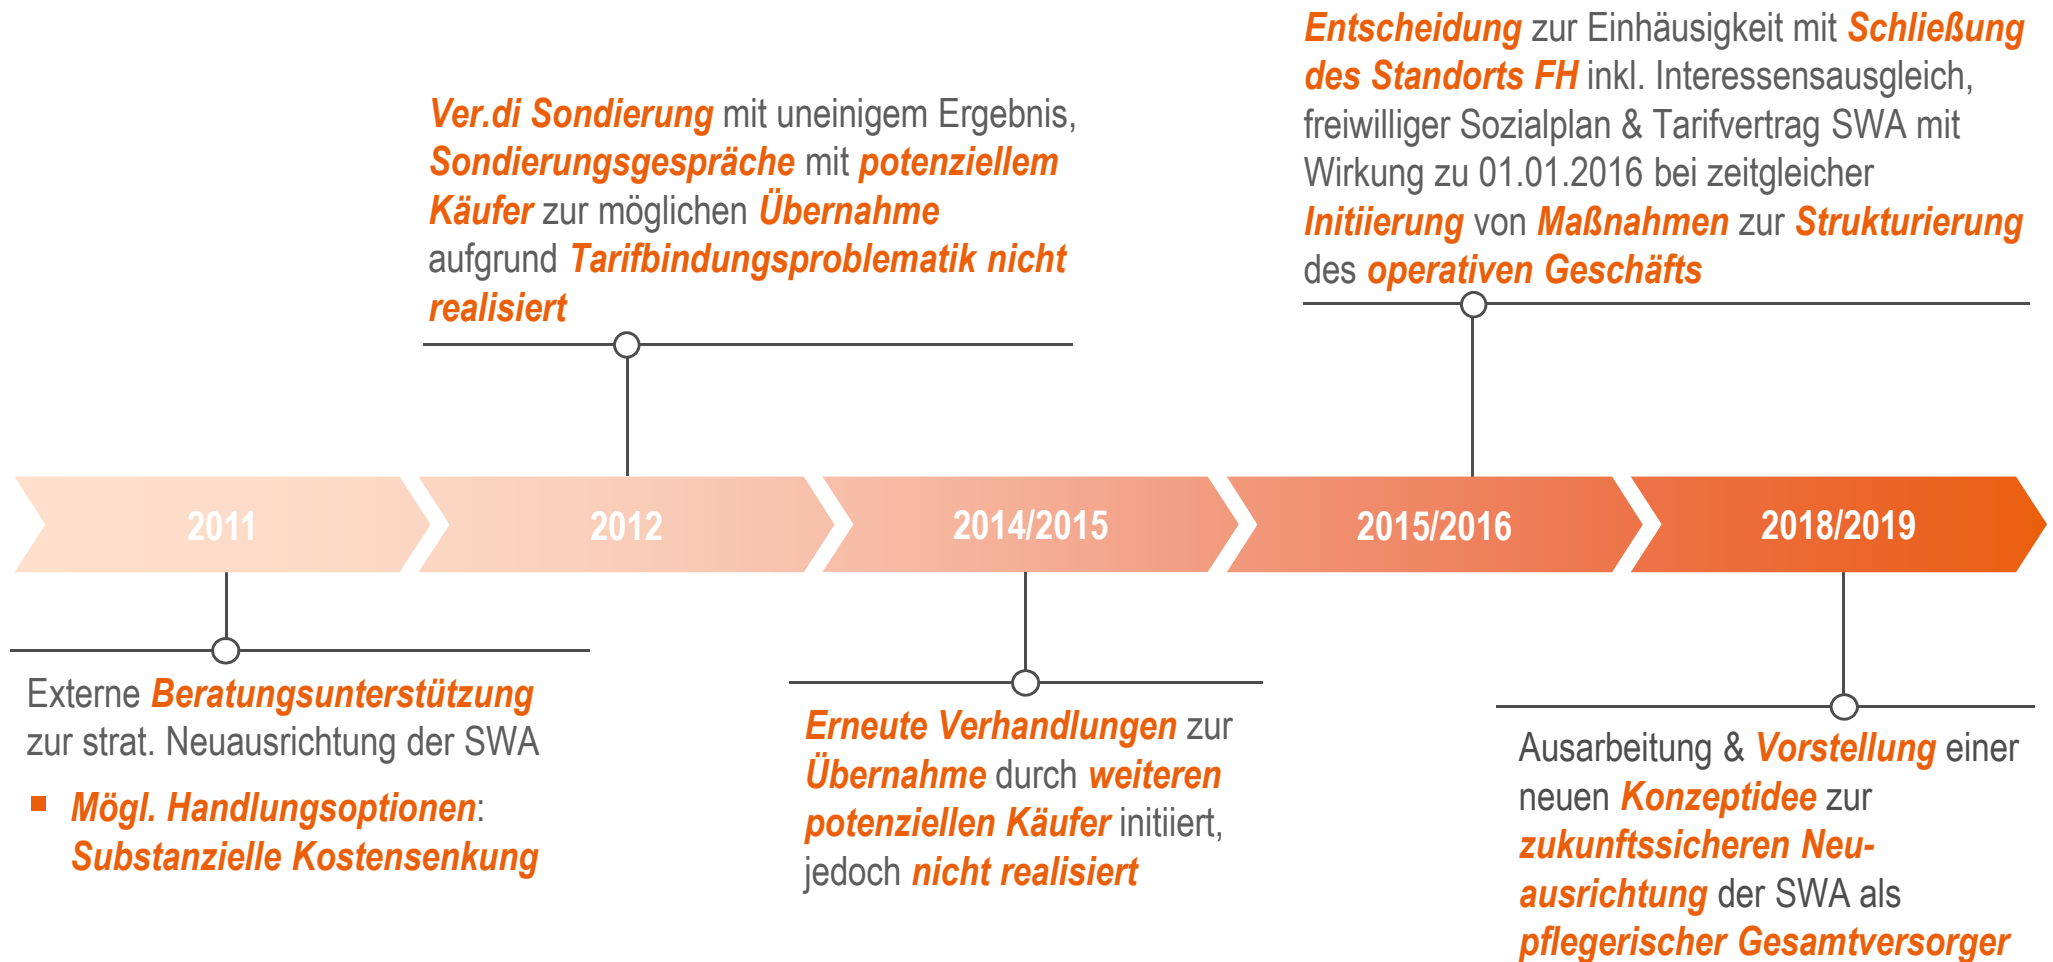 Entscheidung zur Einhäusigkeit mit Schließung
des Standorts FH inkl. Interessensausgleich,
freiwilliger Sozialplan & Tarifvertrag SWA mit
Wirkung zu 01.01.2016 bei zeitgleicher
Initiierung von Maßnahmen zur Strukturierung
des operativen Geschäfts
Ver.di Sondierung mit uneinigem Ergebnis,
Sondierungsgespräche mit potenziellem
Käufer zur möglichen Übernahme
aufgrund Tarifbindungsproblematik nicht
realisiert
2011
2012
2014/2015
2015/2016
2018/2019
Externe Beratungsunterstützung
zur strat. Neuausrichtung der SWA
Mögl. Handlungsoptionen:
Substanzielle Kostensenkung
Erneute Verhandlungen zur
Übernahme durch weiteren
potenziellen Käufer initiiert,
jedoch nicht realisiert
Ausarbeitung & Vorstellung einer
neuen Konzeptidee zur
zukunftssicheren Neu-
ausrichtung der SWA als
pflegerischer Gesamtversorger